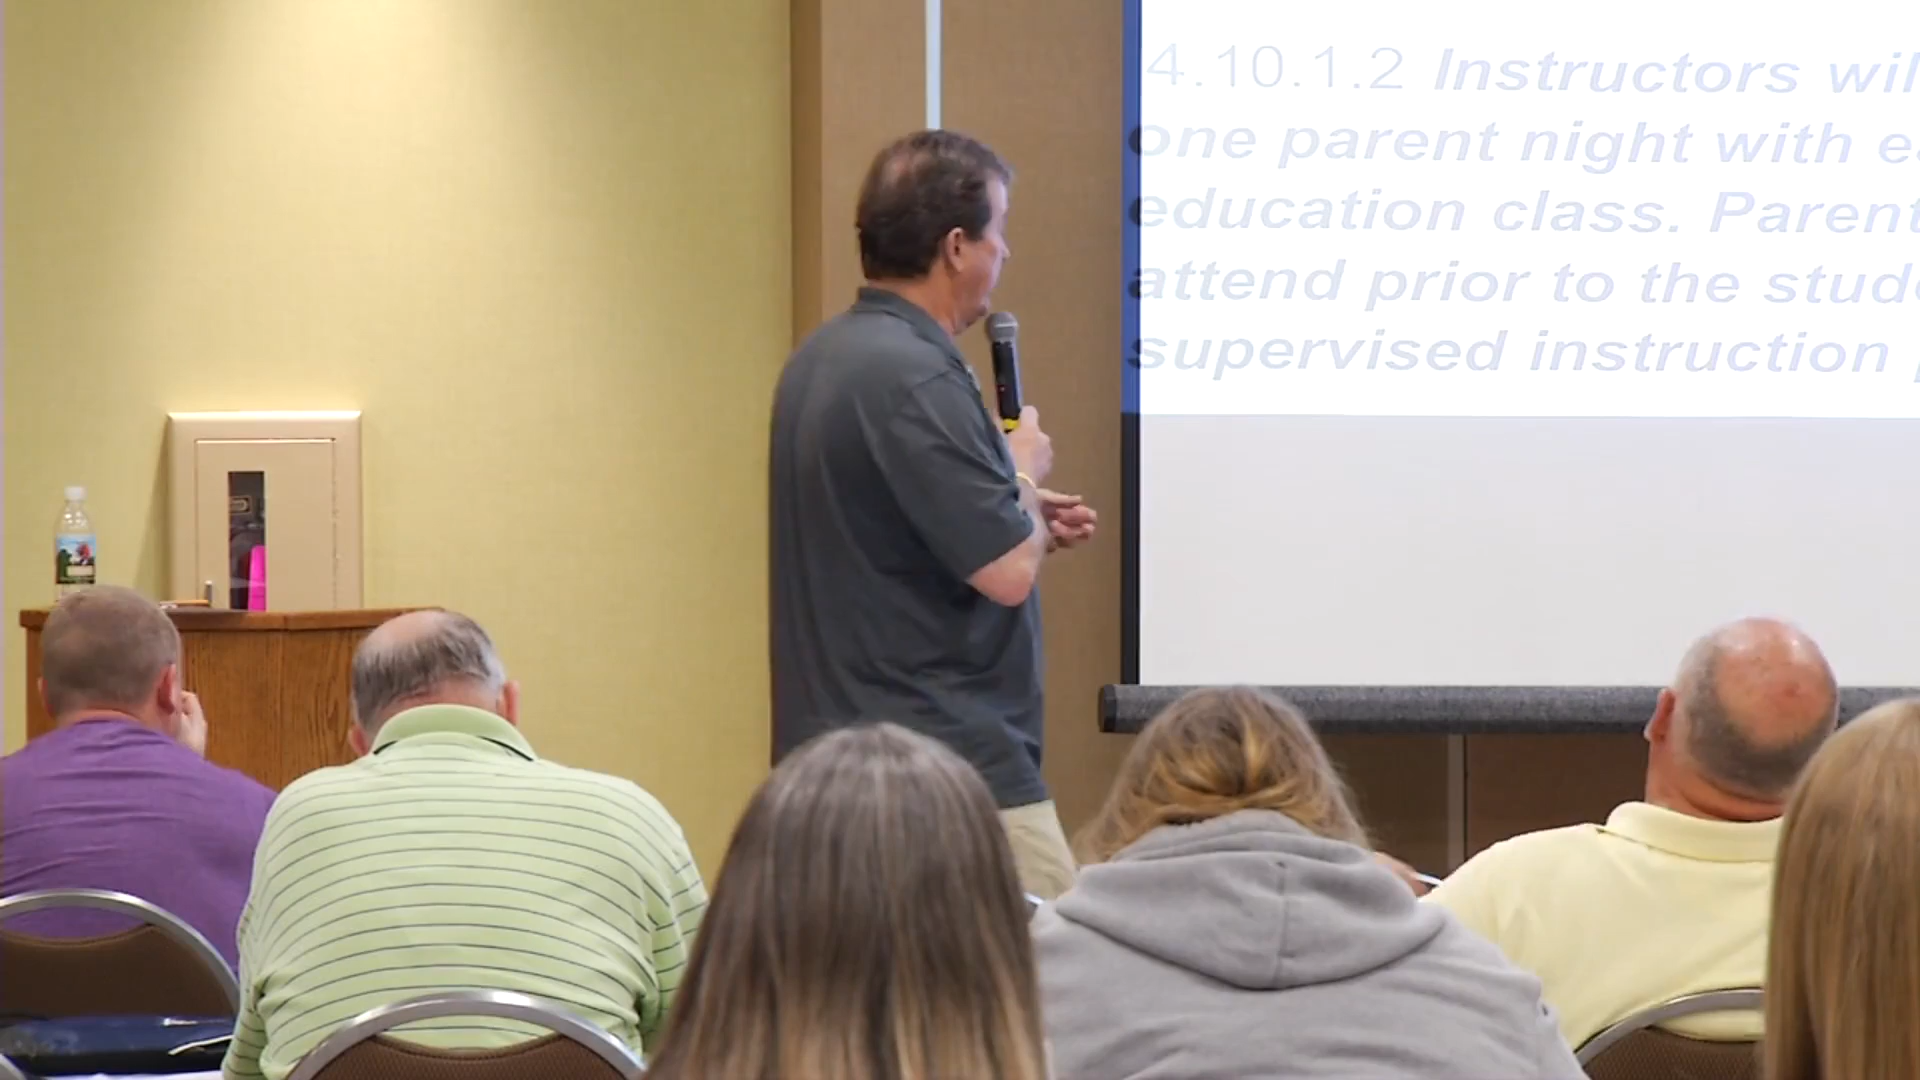 4.10.1.2 Instructors wil
one parent night with e
education class. Parent
attend prior to the stud
supervised instruction